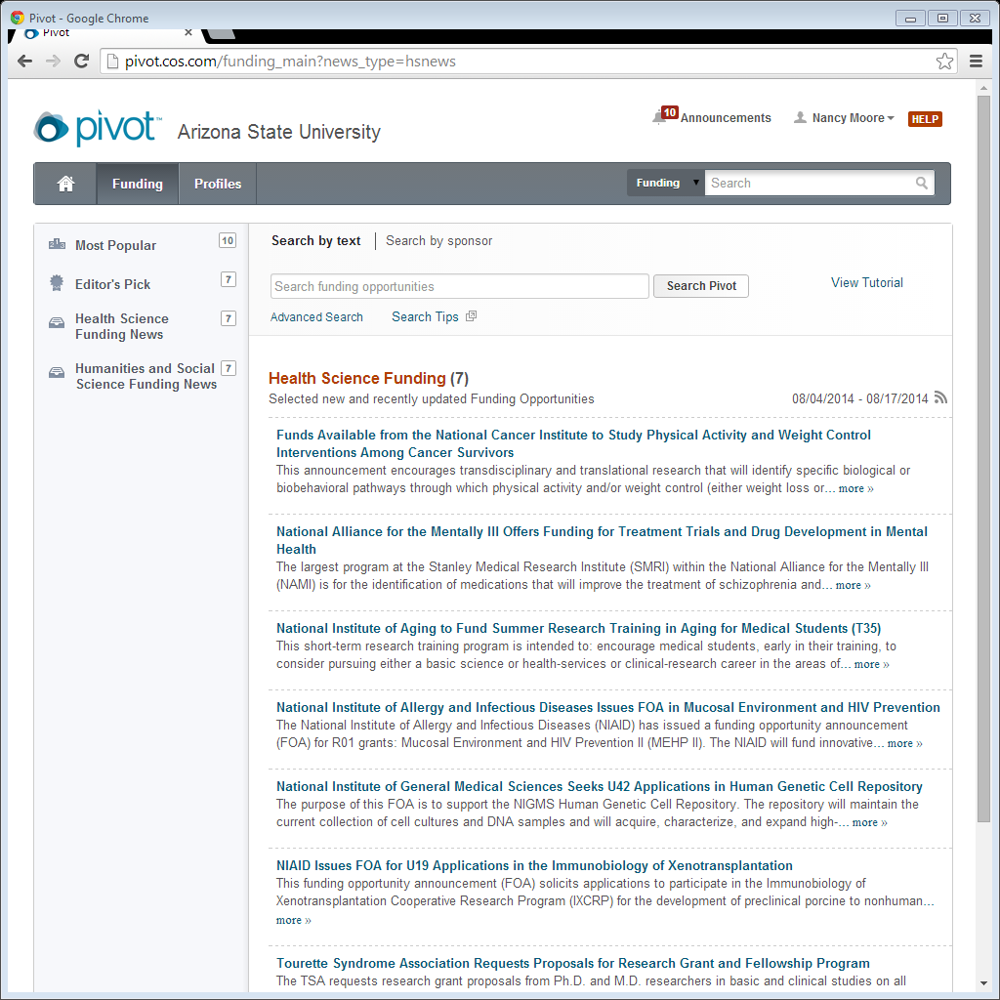 Pivot - Google Chrome
Pivot
pivot.cos.com/funding_main?news_type=hsnews
pivot™ Arizona State University
10 Announcements Nancy Moore HELP
Funding Profiles Funding Search
Most Popular 10
Editor's Pick 7
Health Science 7
Funding News
Humanities and Social 7
Science Funding News
Search by text Search by sponsor
Search funding opportunities Search Pivot View Tutorial
Advanced Search Search Tips
Health Science Funding (7)
Selected new and recently updated Funding Opportunities 08/04/2014 - 08/17/2014
Funds Available from the National Cancer Institute to Study Physical Activity and Weight Control
Interventions Among Cancer Survivors
This announcement encourages transdisciplinary and translational research that will identify specific biological or
biobehavioral pathways through which physical activity and/or weight control (either weight loss or... more »
National Alliance for the Mentally Ill Offers Funding for Treatment Trials and Drug Development in Mental
Health
The largest program at the Stanley Medical Research Institute (SMRI) within the National Alliance for the Mentally Ill
(NAMI) is for the identification of medications that will improve the treatment of schizophrenia and... more »
National Institute of Aging to Fund Summer Research Training in Aging for Medical Students (T35)
This short-term research training program is intended to: encourage medical students, early in their training, to
consider pursuing either a basic science or health-services or clinical-research career in the areas of... more »
National Institute of Allergy and Infectious Diseases Issues FOA in Mucosal Environment and HIV Prevention
The National Institute of Allergy and Infectious Diseases (NIAID) has issued a funding opportunity announcement
(FOA) for R01 grants: Mucosal Environment and HIV Prevention II (MEHP II). The NIAID will fund innovative... more »
National Institute of General Medical Sciences Seeks U42 Applications in Human Genetic Cell Repository
The purpose of this FOA is to support the NIGMS Human Genetic Cell Repository. The repository will maintain the
current collection of cell cultures and DNA samples and will acquire, characterize, and expand high-... more »
NIAID Issues FOA for U19 Applications in the Immunobiology of Xenotransplantation
This funding opportunity announcement (FOA) solicits applications to participate in the Immunobiology of
Xenotransplantation Cooperative Research Program (IXCRP) for the development of preclinical porcine to nonhuman...
more »
Tourette Syndrome Association Requests Proposals for Research Grant and Fellowship Program
The TSA requests research grant proposals from Ph.D. and M.D. researchers in basic and clinical studies on all